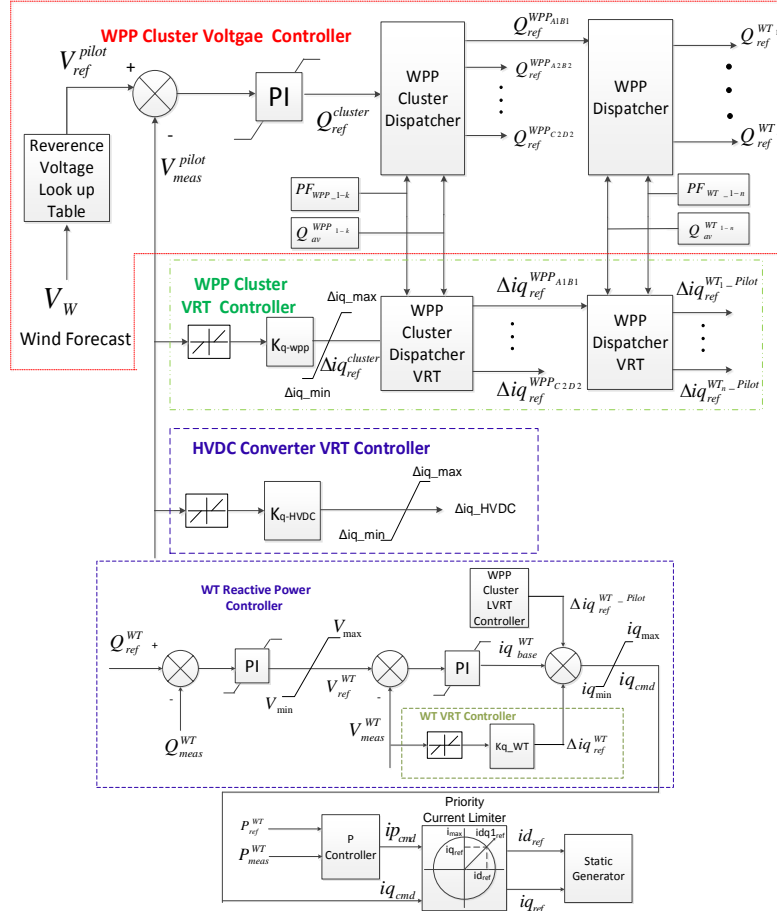 WPP Cluster Voltgae Controller
V_ref^pilot
+
-
V_meas^pilot
PI
Q_ref^cluster
WPP
Cluster
Dispatcher
Q_ref^WPP_A1B1
Q_ref^WPP_A2B2
Q_ref^WPP_C2D2
WPP
Dispatcher
Q_ref^WT_1
Q_ref^WT
Reverence
Voltage
Look up
Table
V_W
Wind Forecast
PF_WPP_1-k
Q_av^WPP_1-k
PF_WT_1-n
Q_av^WT_1-n
WPP Cluster
VRT Controller
K_q-wpp
Δiq_max
Δiq_min
Δiq_ref^cluster
WPP
Cluster
Dispatcher
VRT
Δiq_ref^WPP_A1B1
Δiq_ref^WPP_C2D2
WPP
Dispatcher
VRT
Δiq_ref^WT_1_Pilot
Δiq_ref^WT_n_Pilot
HVDC Converter VRT Controller
K_q-HVDC
Δiq_max
Δiq_min
Δiq_HVDC
WT Reactive Power
Controller
Q_ref^WT
+
-
Q_meas^WT
PI
V_max
V_min
V_ref^WT
-
V_meas^WT
PI
iq_base^WT
WPP
Cluster
LVRT
Controller
Δiq_ref^WT_Pilot
iq_max
iq_min
iq_cmd
WT VRT Controller
Kq_WT
Δiq_ref^WT
P_ref^WT
P_meas^WT
P
Controller
ip_cmd
iq_cmd
Priority
Current Limiter
i_max
idq1_ref
iq_ref
id_ref
id_ref
iq_ref
Static
Generator